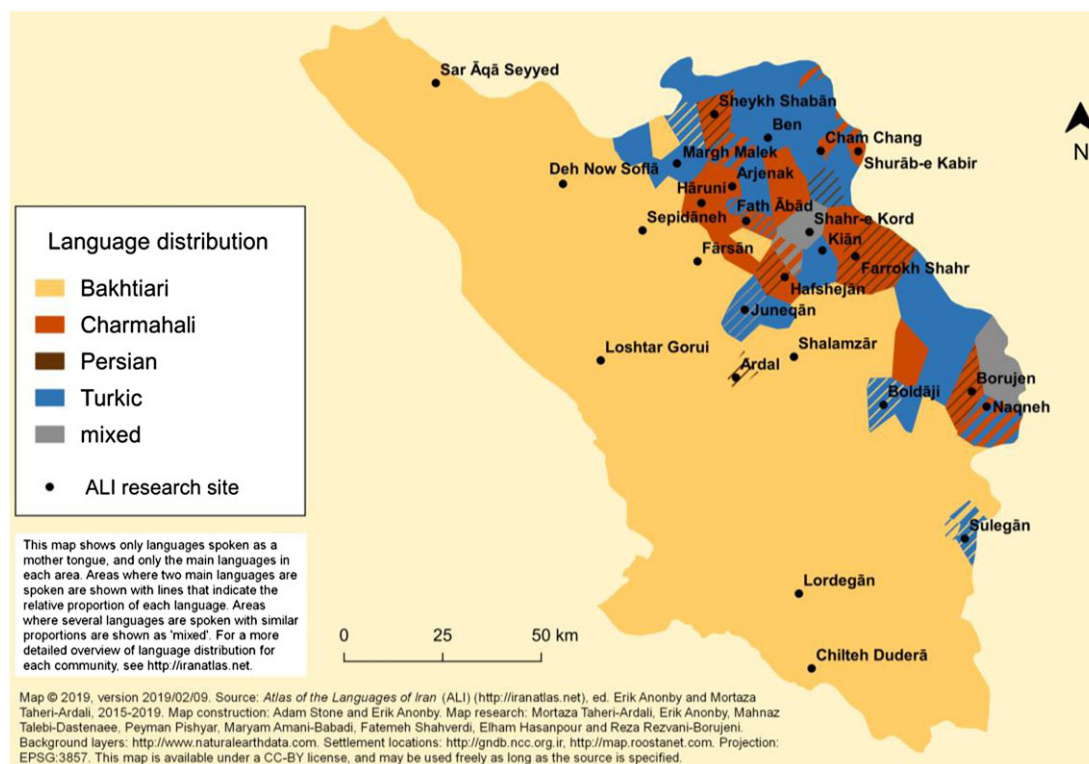 Sar Āqā Seyyed
Sheykh Shabān
Ben
Cham Chang
N
Margh Malek
Shurāb-e Kabir
Deh Now Soflā
Arjenak
Hāruni
Fath Ābād
Sepidāneh
Shahr-e Kord
Kiān
Fārsān
Farrokh Shahr
Hafshejān
Juneqān
Loshtar Gorui
Shalamzār
Ardal
Boldāji
Borujen
Naqneh
Sulegān
Lordegān
Chilteh Duderā
Language distribution
Bakhtiari
Charmahali
Persian
Turkic
mixed
ALI research site
This map shows only languages spoken as a
mother tongue, and only the main languages in
each area. Areas where two main languages are
spoken are shown with lines that indicate the
relative proportion of each language. Areas
where several languages are spoken with similar
proportions are shown as 'mixed'. For a more
detailed overview of language distribution for
each community, see http://iranatlas.net.
0 25 50 km
Map © 2019, version 2019/02/09. Source: Atlas of the Languages of Iran (ALI) (http://iranatlas.net), ed. Erik Anonby and Mortaza
Taheri-Ardali, 2015-2019. Map construction: Adam Stone and Erik Anonby. Map research: Mortaza Taheri-Ardali, Erik Anonby, Mahnaz
Talebi-Dastenaee, Peyman Pishyar, Maryam Amani-Babadi, Fatemeh Shahverdi, Elham Hasanpour and Reza Rezvani-Borujeni.
Background layers: http://www.naturalearthdata.com. Settlement locations: http://gndb.ncc.org.ir, http://map.roostanet.com. Projection:
EPSG:3857. This map is available under a CC-BY license, and may be used freely as long as the source is specified.